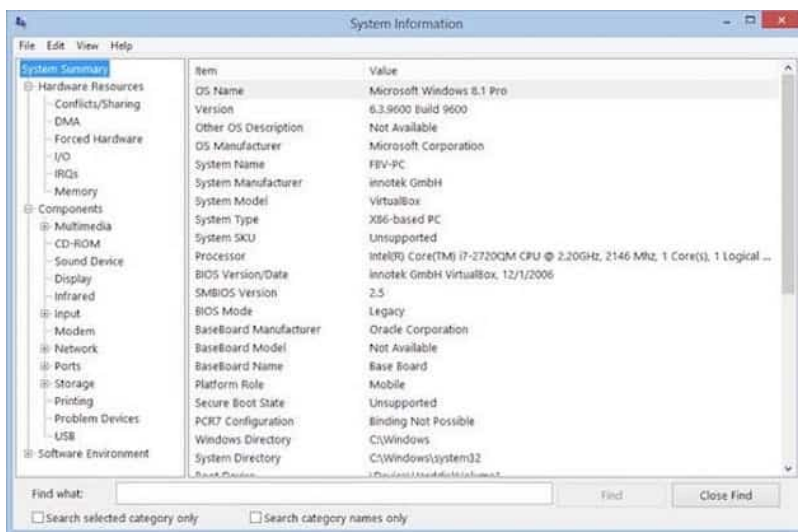 System Information
File Edit View Help
System Summary
Hardware Resources
Conflicts/Sharing
DMA
Forced Hardware
I/O
IRQs
Memory
Components
Multimedia
CD-ROM
Sound Device
Display
Infrared
Input
Modem
Network
Ports
Storage
Printing
Problem Devices
USB
Software Environment
Item Value
OS Name Microsoft Windows 8.1 Pro
Version 6.3.9600 Build 9600
Other OS Description Not Available
OS Manufacturer Microsoft Corporation
System Name FBV-PC
System Manufacturer innotek GmbH
System Model VirtualBox
System Type X86-based PC
System SKU Unsupported
Processor Intel(R) Core(TM) i7-2720QM CPU @ 2.20GHz, 2146 Mhz, 1 Core(s), 1 Logical ...
BIOS Version/Date innotek GmbH VirtualBox, 12/1/2006
SMBIOS Version 2.5
BIOS Mode Legacy
BaseBoard Manufacturer Oracle Corporation
BaseBoard Model Not Available
BaseBoard Name Base Board
Platform Role Mobile
Secure Boot State Unsupported
PCR7 Configuration Binding Not Possible
Windows Directory C:\Windows
System Directory C:\Windows\system32
Find what: Find Close Find
Search selected category only Search category names only